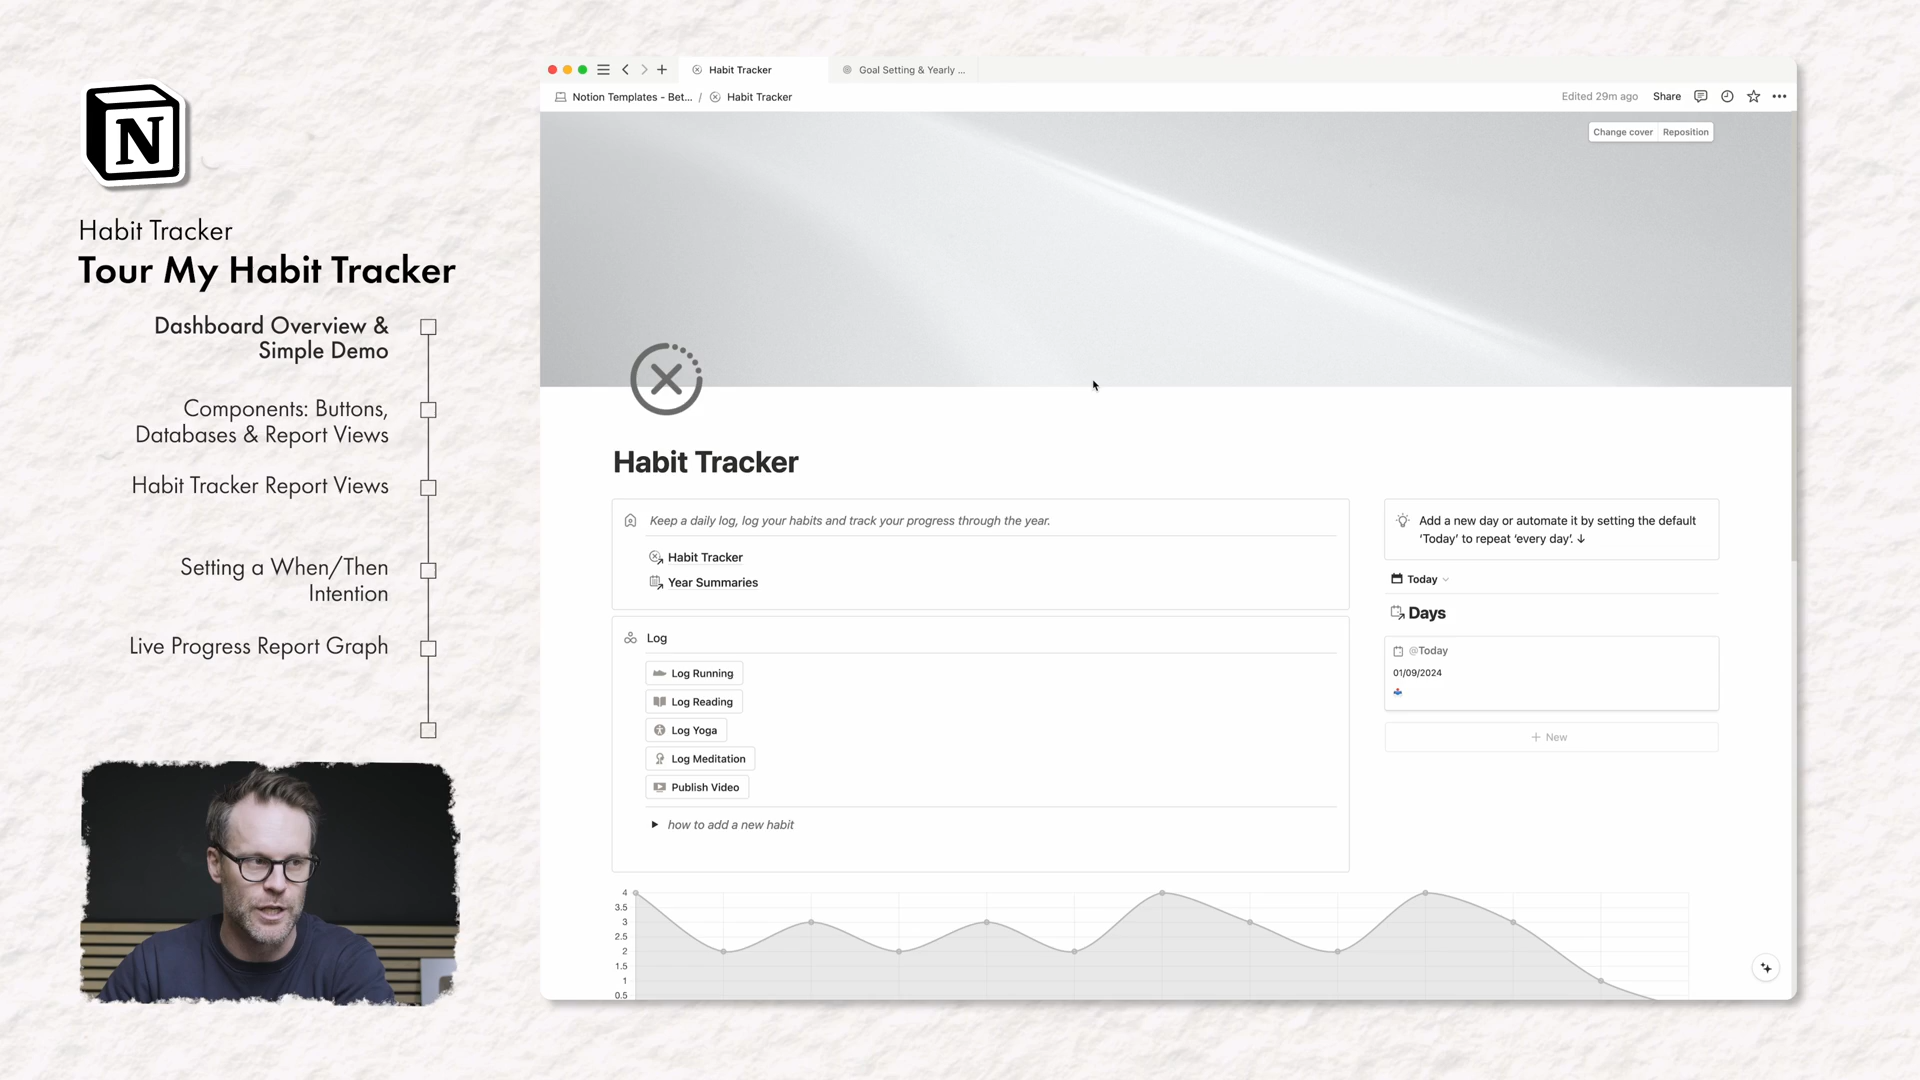 N
Habit Tracker
Tour My Habit Tracker
Dashboard Overview &
Simple Demo
Components: Buttons,
Databases & Report Views
Habit Tracker Report Views
Setting a When/Then
Intention
Live Progress Report Graph
Habit Tracker
Goal Setting & Yearly ...
Notion Templates - Bet... / Habit Tracker
Edited 29m ago Share
Change cover Reposition
Habit Tracker
Keep a daily log, log your habits and track your progress through the year.
Habit Tracker
Year Summaries
Log
Log Running
Log Reading
Log Yoga
Log Meditation
Publish Video
how to add a new habit
Add a new day or automate it by setting the default
‘Today’ to repeat ‘every day’. ↓
Today
Days
@Today
01/09/2024
+ New
4
3.5
3
2.5
2
1.5
1
0.5